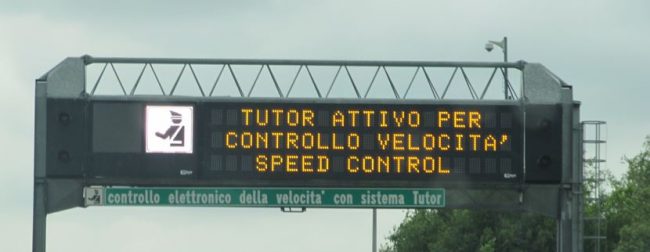 TUTOR ATTIVO PER
CONTROLLO VELOCITA'
SPEED CONTROL
controllo elettronico della velocita' con sistema Tutor